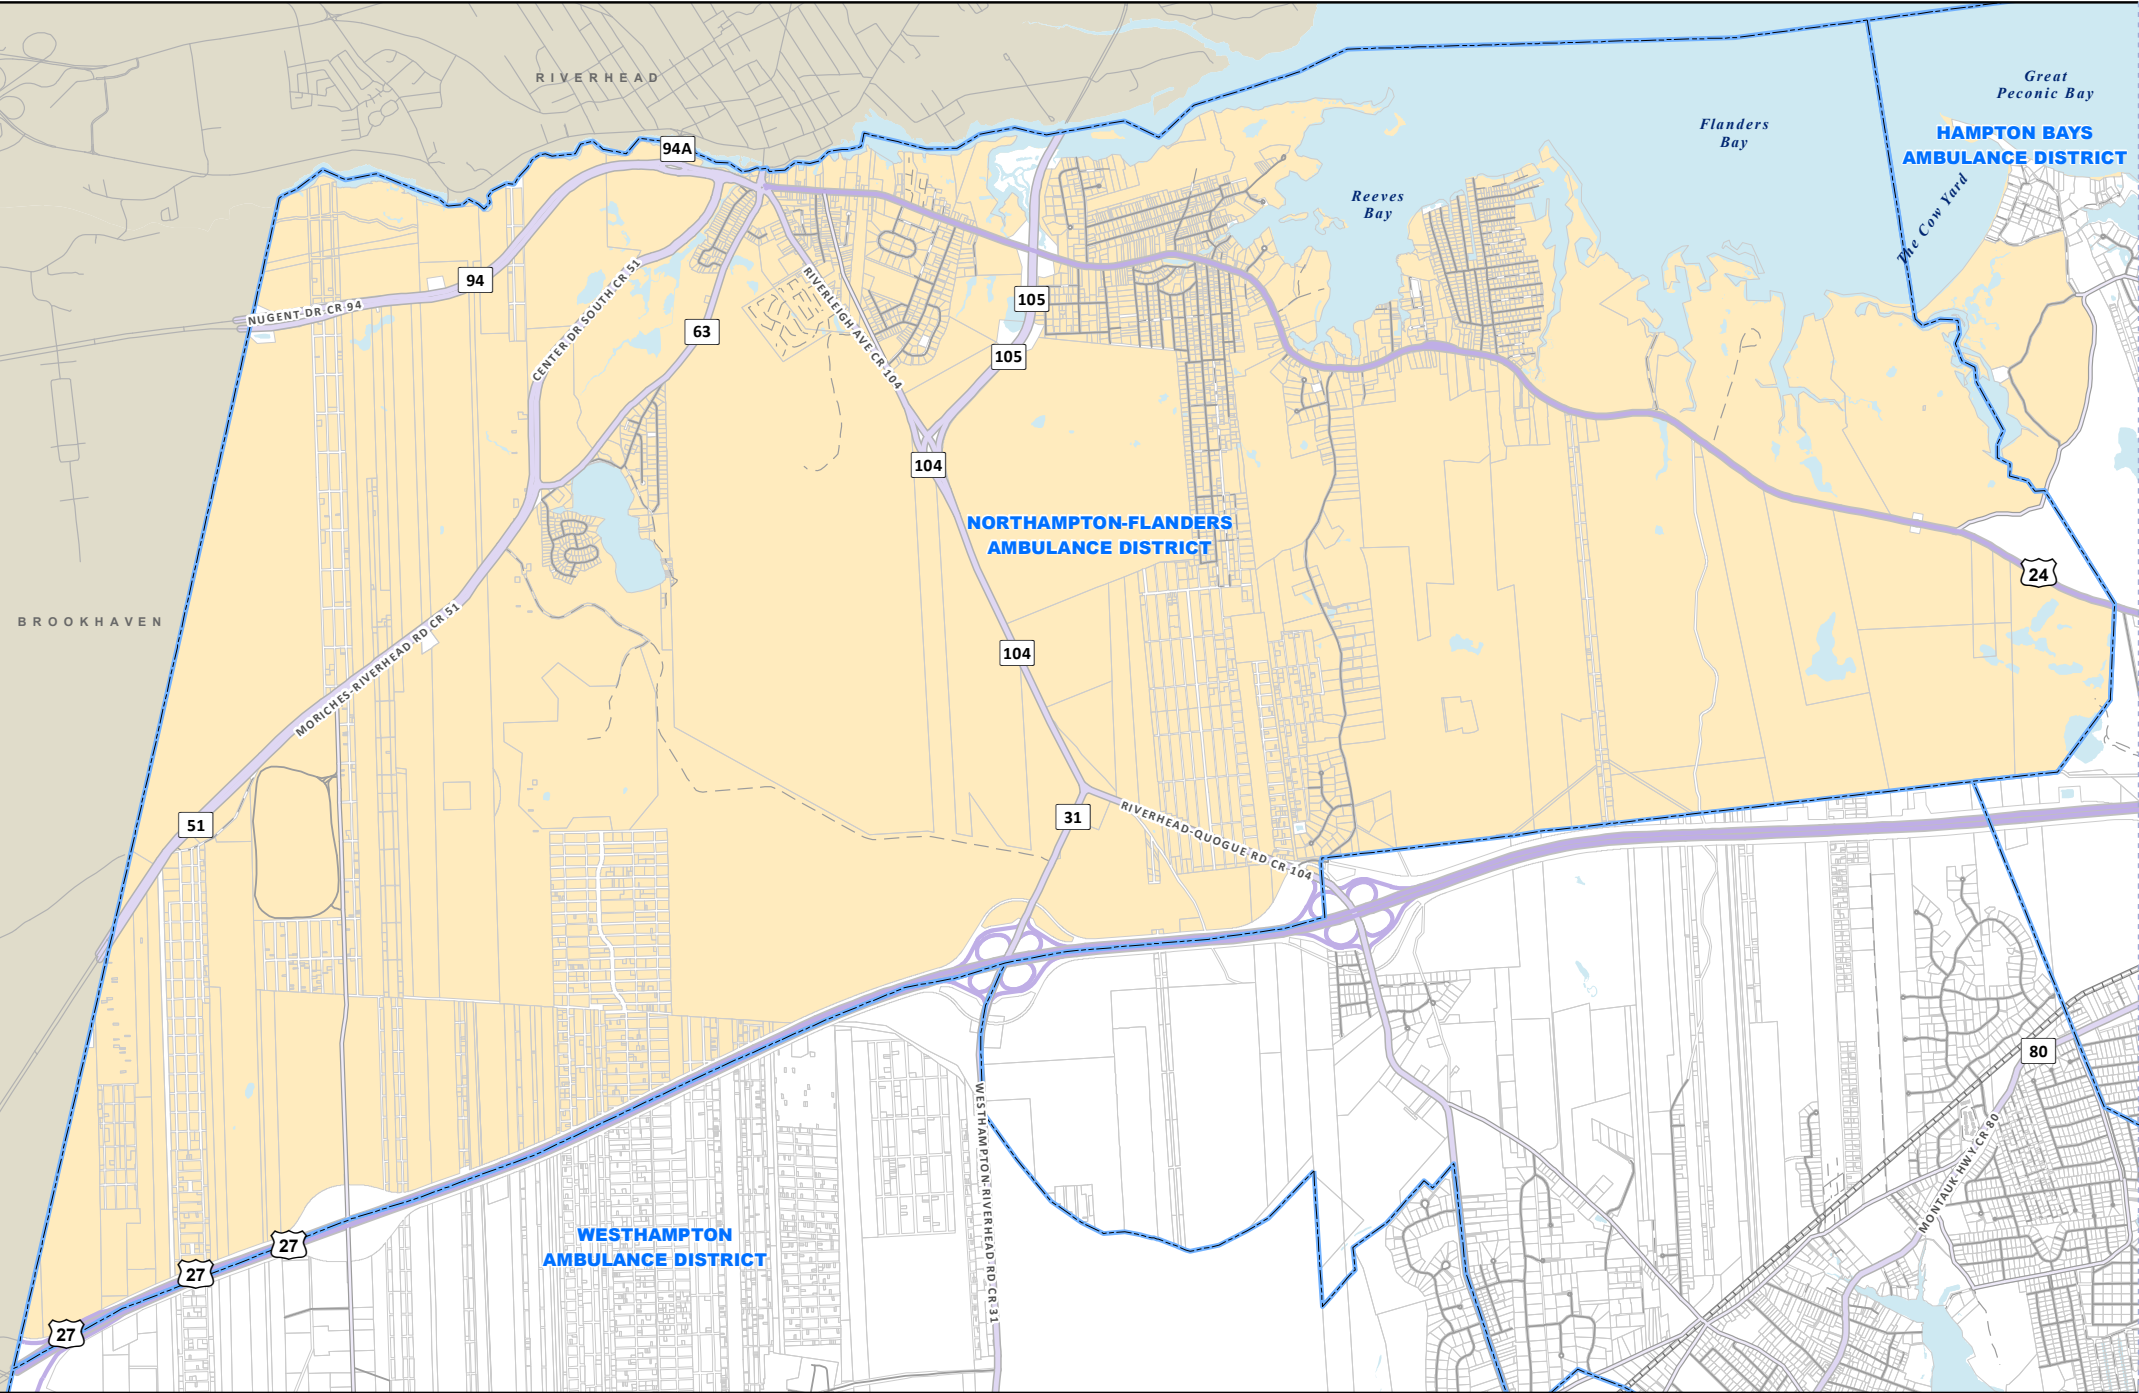 RIVERHEAD
Great
Peconic Bay
Flanders
Bay
HAMPTON BAYS
AMBULANCE DISTRICT
94A
Reeves
Bay
The Cow Yard
94
NUGENT DR CR 94
CENTER DR SOUTH CR 51
63
RIVERLEIGH AVE CR 104
105
105
104
NORTHAMPTON-FLANDERS
AMBULANCE DISTRICT
24
BROOKHAVEN
MORICHES-RIVERHEAD RD CR 51
104
51
31
RIVERHEAD-QUOGUE RD CR 104
80
WESTHAMPTON-RIVERHEAD RD CR 31
MONTAUK HWY CR 80
WESTHAMPTON
AMBULANCE DISTRICT
27
27
27